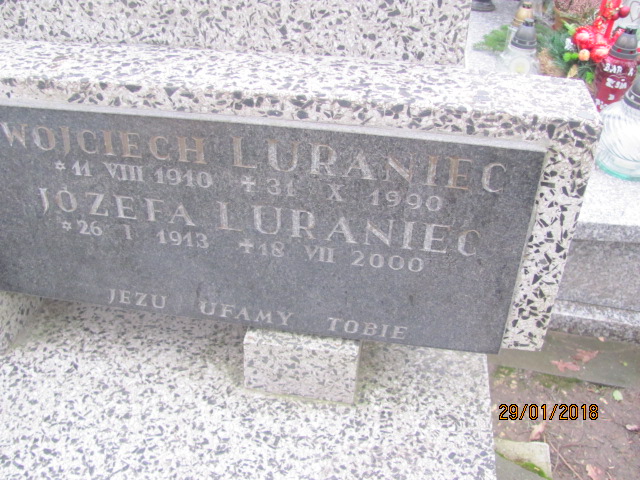 WOJCIECH LURANIEC
* 11 VIII 1910 + 31 X 1990
JÓZEFA LURANIEC
* 26 I 1913 + 18 VII 2000
JEZU UFAMY TOBIE
29/01/2018